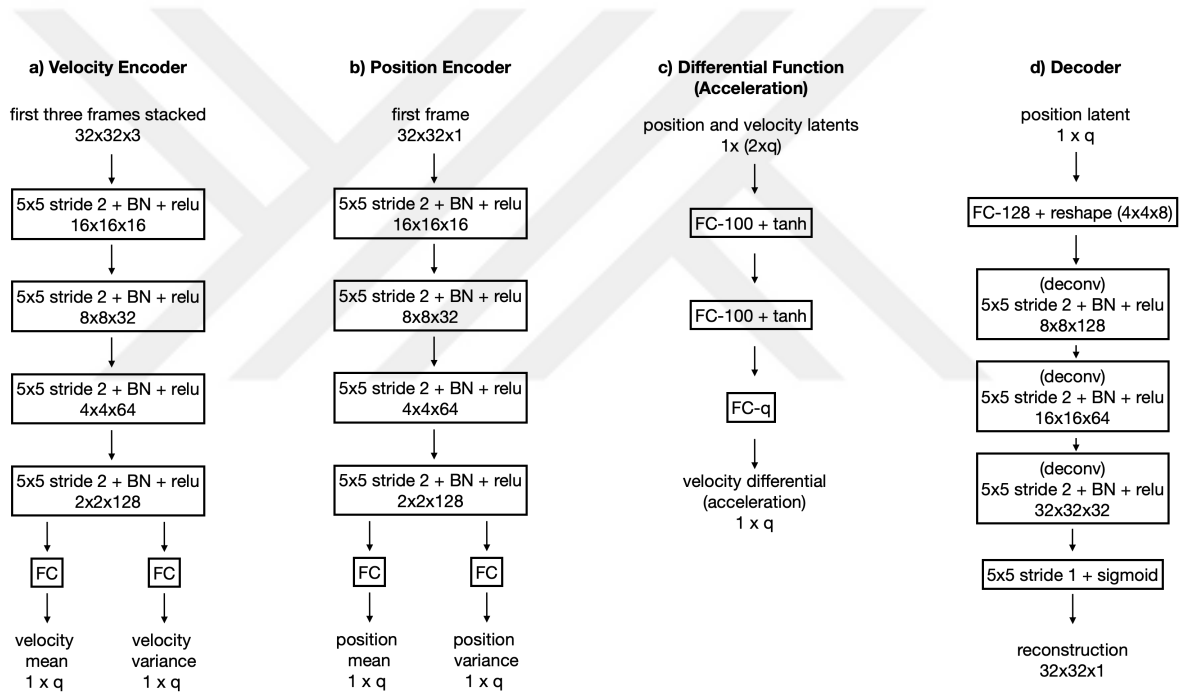 a) Velocity Encoder
first three frames stacked
32x32x3
5x5 stride 2 + BN + relu
16x16x16
5x5 stride 2 + BN + relu
8x8x32
5x5 stride 2 + BN + relu
4x4x64
5x5 stride 2 + BN + relu
2x2x128
FC
FC
velocity
mean
1 x q
velocity
variance
1 x q
b) Position Encoder
first frame
32x32x1
5x5 stride 2 + BN + relu
16x16x16
5x5 stride 2 + BN + relu
8x8x32
5x5 stride 2 + BN + relu
4x4x64
5x5 stride 2 + BN + relu
2x2x128
FC
FC
position
mean
1 x q
position
variance
1 x q
c) Differential Function
(Acceleration)
position and velocity latents
1x (2xq)
FC-100 + tanh
FC-100 + tanh
FC-q
velocity differential
(acceleration)
1 x q
d) Decoder
position latent
1 x q
FC-128 + reshape (4x4x8)
(deconv)
5x5 stride 2 + BN + relu
8x8x128
(deconv)
5x5 stride 2 + BN + relu
16x16x64
(deconv)
5x5 stride 2 + BN + relu
32x32x32
5x5 stride 1 + sigmoid
reconstruction
32x32x1